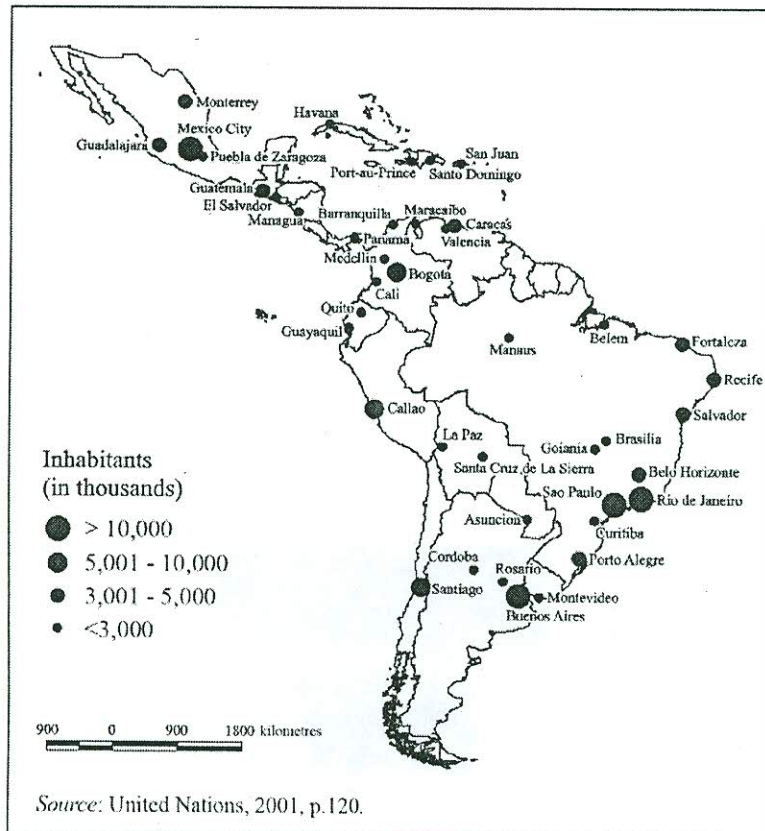 Monterrey
Havana
Mexico City
Guadalajara
Puebla de Zaragoza
San Juan
Port-au-Prince
Santo Domingo
Guatemala
El Salvador
Barranquilla
Maracaibo
Managua
Caracas
Panama
Valencia
Medellin
Bogota
Cali
Quito
Guayaquil
Manaus
Belem
Fortaleza
Recife
Callao
Salvador
La Paz
Goiania
Brasilia
Santa Cruz de La Sierra
Belo Horizonte
Sao Paulo
Rio de Janeiro
Asuncion
Curitiba
Cordoba
Rosario
Porto Alegre
Santiago
Montevideo
Buenos Aires
Inhabitants
(in thousands)
> 10,000
5,001 - 10,000
3,001 - 5,000
<3,000
900 0 900 1800 kilometres
Source: United Nations, 2001, p.120.